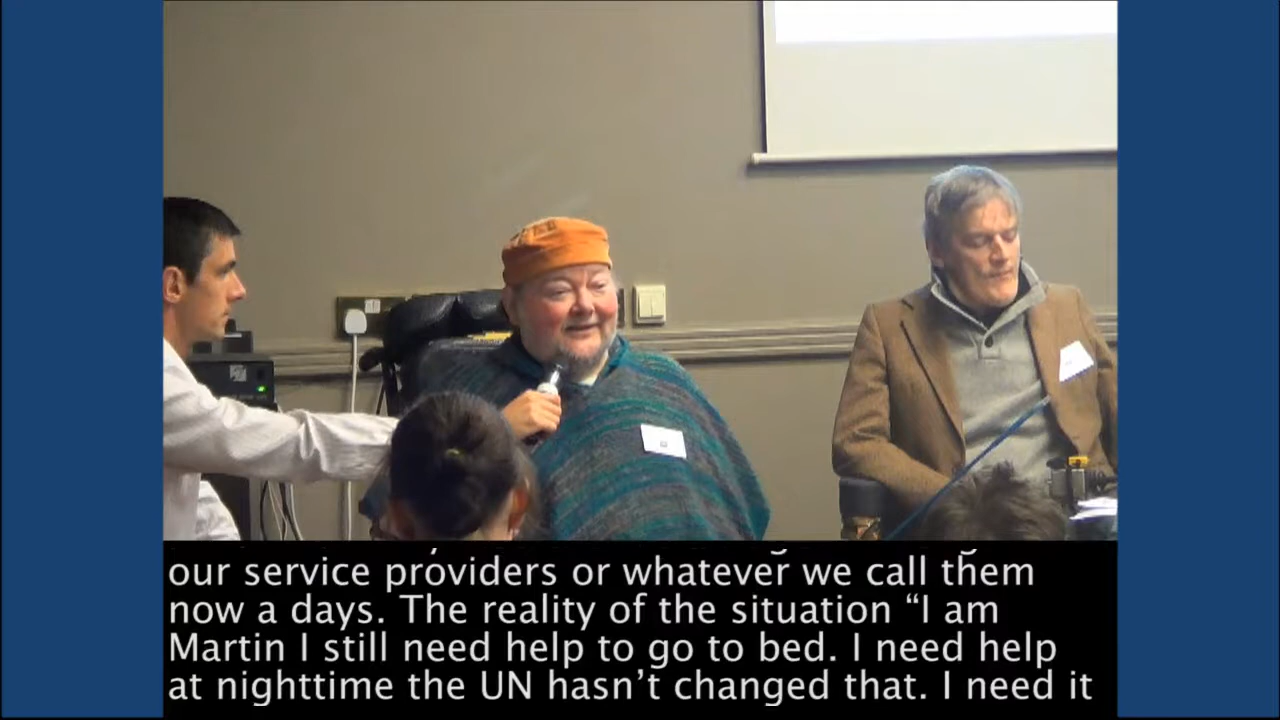 our service providers or whatever we call them
now a days. The reality of the situation “I am
Martin I still need help to go to bed. I need help
at nighttime the UN hasn’t changed that. I need it